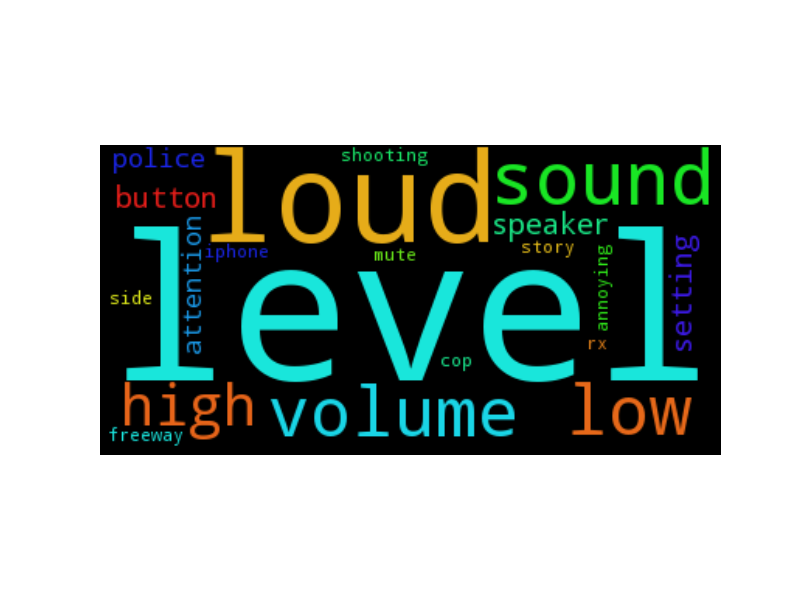 police
shooting
loud
sound
button
speaker
attention
iphone
mute
story
annoying
setting
level
side
rx
cop
high
volume
low
freeway